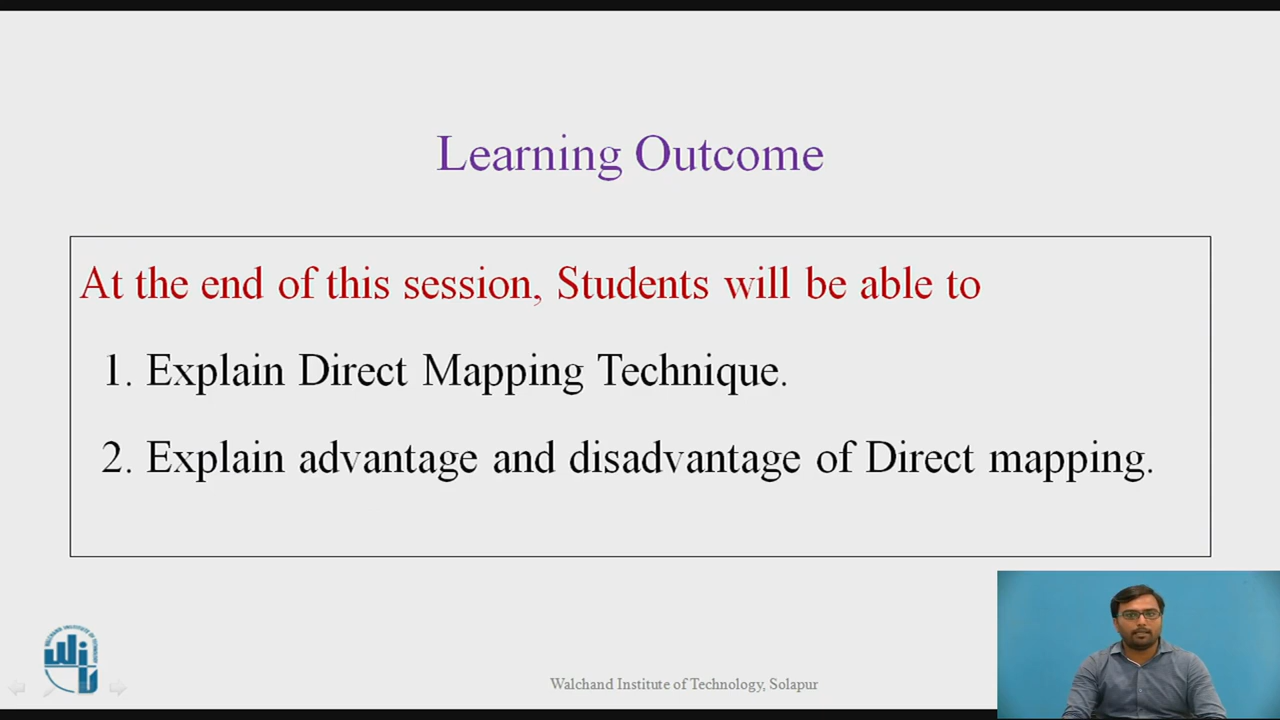 Learning Outcome
At the end of this session, Students will be able to
1. Explain Direct Mapping Technique.
2. Explain advantage and disadvantage of Direct mapping.
Walchand Institute of Technology, Solapur